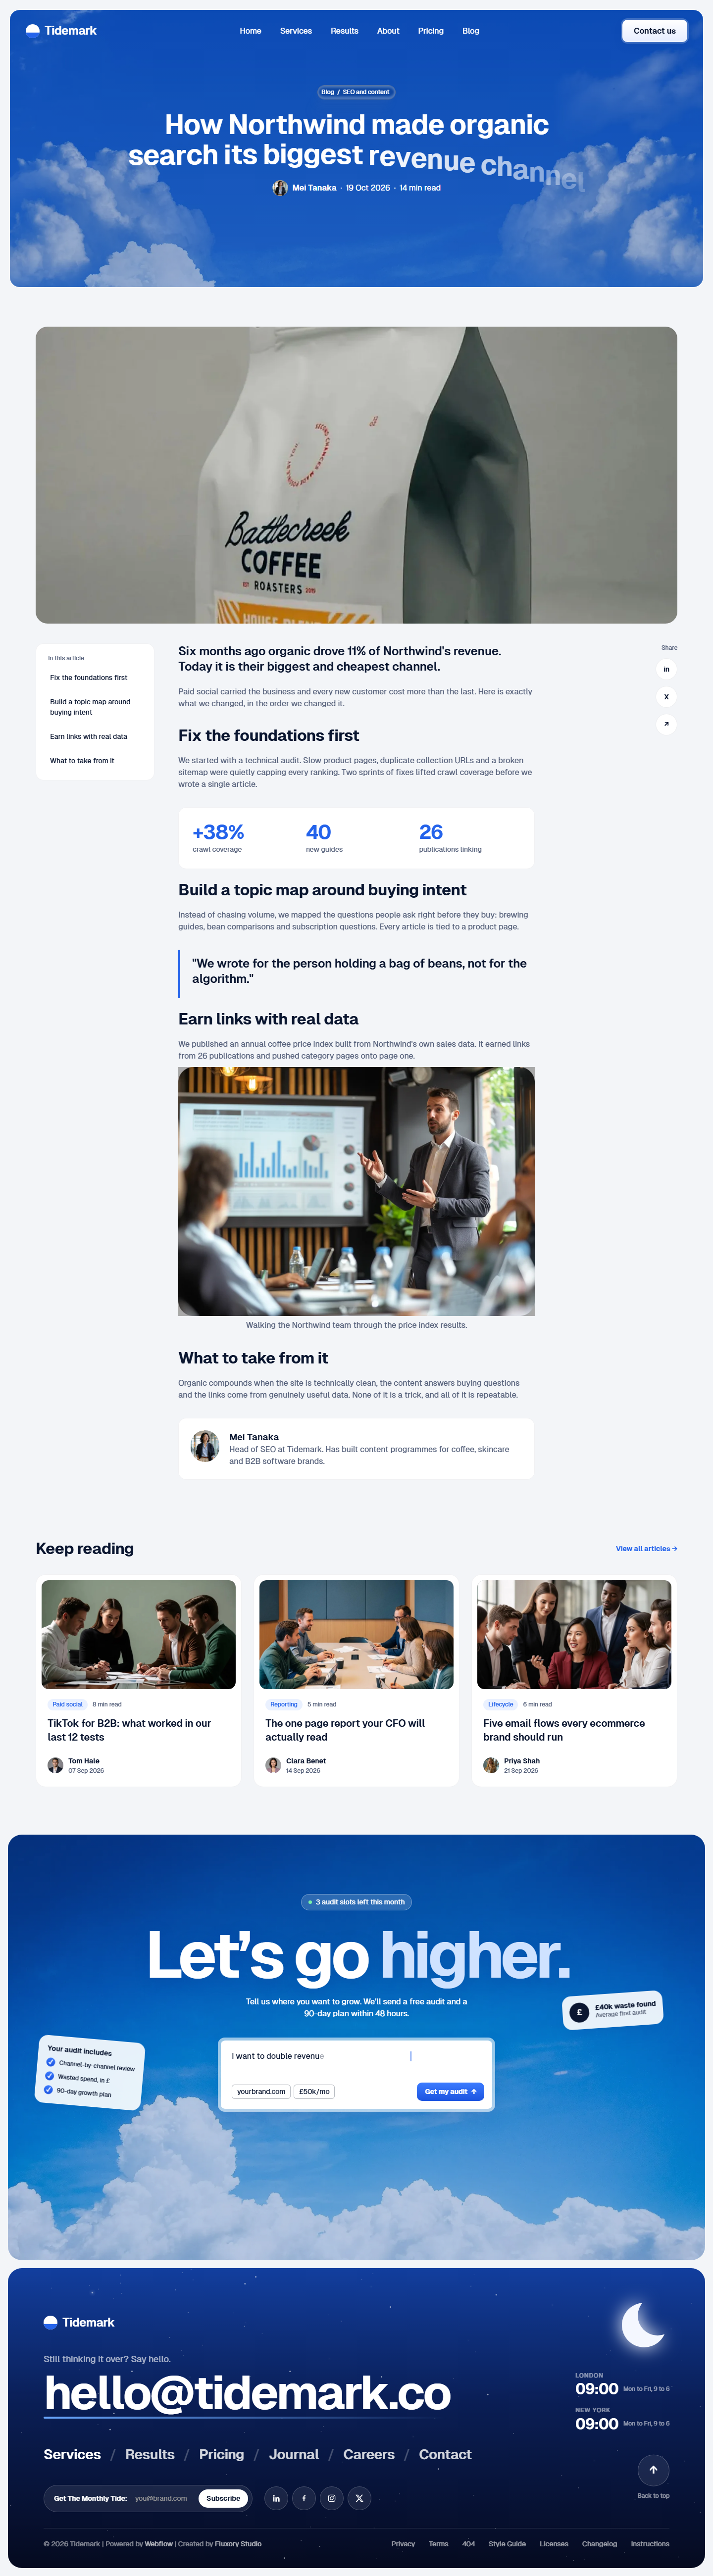 Tidemark
Home Services Results About Pricing Blog
Contact us
Blog / SEO and content
How Northwind made organic
search its biggest revenue channel
Mei Tanaka · 19 Oct 2026 · 14 min read
Battlecreek
COFFEE
ROASTERS
HOUSE BLEND
In this article
Fix the foundations first
Build a topic map around
buying intent
Earn links with real data
What to take from it
Six months ago organic drove 11% of Northwind's revenue.
Today it is their biggest and cheapest channel.
Paid social carried the business and every new customer cost more than the last. Here is exactly
what we changed, in the order we changed it.
Fix the foundations first
We started with a technical audit. Slow product pages, duplicate collection URLs and a broken
sitemap were quietly capping every ranking. Two sprints of fixes lifted crawl coverage before we
wrote a single article.
+38% 40 26
crawl coverage new guides publications linking
Build a topic map around buying intent
Instead of chasing volume, we mapped the questions people ask right before they buy: brewing
guides, bean comparisons and subscription questions. Every article is tied to a product page.
"We wrote for the person holding a bag of beans, not for the
algorithm."
Earn links with real data
We published an annual coffee price index built from Northwind's own sales data. It earned links
from 26 publications and pushed category pages onto page one.
Walking the Northwind team through the price index results.
What to take from it
Organic compounds when the site is technically clean, the content answers buying questions
and the links come from genuinely useful data. None of it is a trick, and all of it is repeatable.
Mei Tanaka
Head of SEO at Tidemark. Has built content programmes for coffee, skincare
and B2B software brands.
Share
in
X
↗
Keep reading
View all articles →
Paid social 8 min read
TikTok for B2B: what worked in our
last 12 tests
Tom Hale
07 Sep 2026
Reporting 5 min read
The one page report your CFO will
actually read
Clara Benet
14 Sep 2026
Lifecycle 6 min read
Five email flows every ecommerce
brand should run
Priya Shah
21 Sep 2026
3 audit slots left this month
Let's go higher.
Tell us where you want to grow. We'll send a free audit and a
90-day plan within 48 hours.
£
£40k waste found
Average first audit
Your audit includes
Channel-by-channel review
Wasted spend, in £
90-day growth plan
I want to double revenue
yourbrand.com £50k/mo
Get my audit ↑
Tidemark
Still thinking it over? Say hello.
hello@tidemark.co
LONDON
09:00 Mon to Fri, 9 to 6
NEW YORK
09:00 Mon to Fri, 9 to 6
Services / Results / Pricing / Journal / Careers / Contact
Get The Monthly Tide: you@brand.com Subscribe
in f X
Back to top
© 2026 Tidemark | Powered by Webflow | Created by Fluxory Studio
Privacy Terms 404 Style Guide Licenses Changelog Instructions